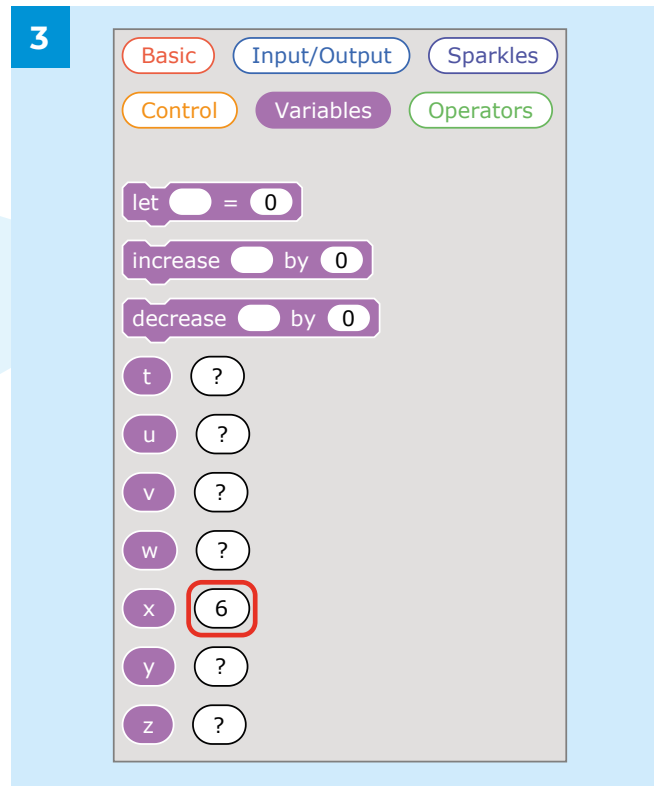 3
Basic Input/Output Sparkles
Control Variables Operators
let = 0
increase by 0
decrease by 0
t ?
u ?
v ?
w ?
x 6
y ?
z ?